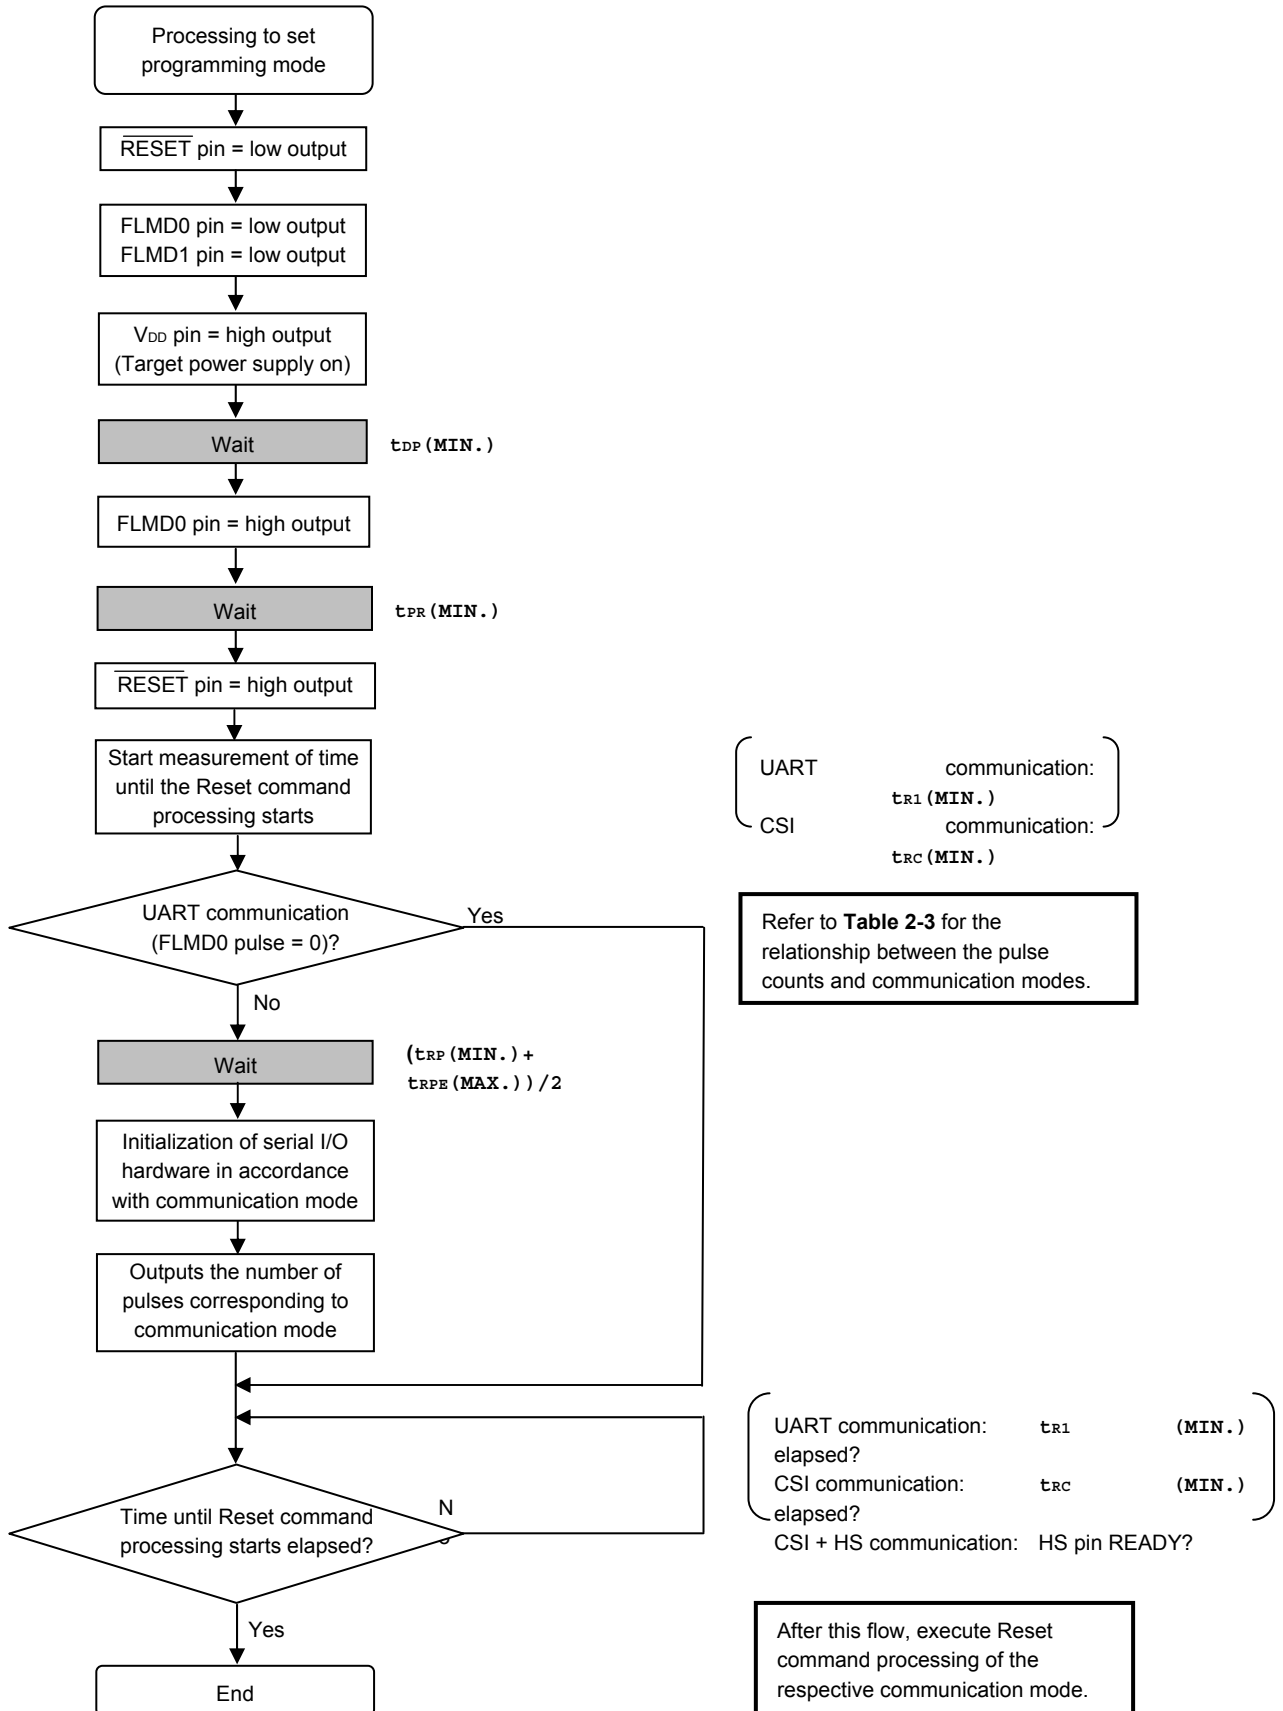 Processing to set
programming mode
RESET pin = low output
FLMD0 pin = low output
FLMD1 pin = low output
VDD pin = high output
(Target power supply on)
Wait
tDP(MIN.)
FLMD0 pin = high output
Wait
tPR(MIN.)
RESET pin = high output
Start measurement of time
until the Reset command
processing starts
UART communication:
tR1(MIN.)
CSI communication:
tRC(MIN.)
UART communication
(FLMD0 pulse = 0)?
Yes
No
Refer to Table 2-3 for the
relationship between the pulse
counts and communication modes.
Wait
(tRP(MIN.)+
tRPE(MAX.))/2
Initialization of serial I/O
hardware in accordance
with communication mode
Outputs the number of
pulses corresponding to
communication mode
Time until Reset command
processing starts elapsed?
N
Yes
UART communication: tR1 (MIN.)
elapsed?
CSI communication: tRC (MIN.)
elapsed?
CSI + HS communication: HS pin READY?
End
After this flow, execute Reset
command processing of the
respective communication mode.